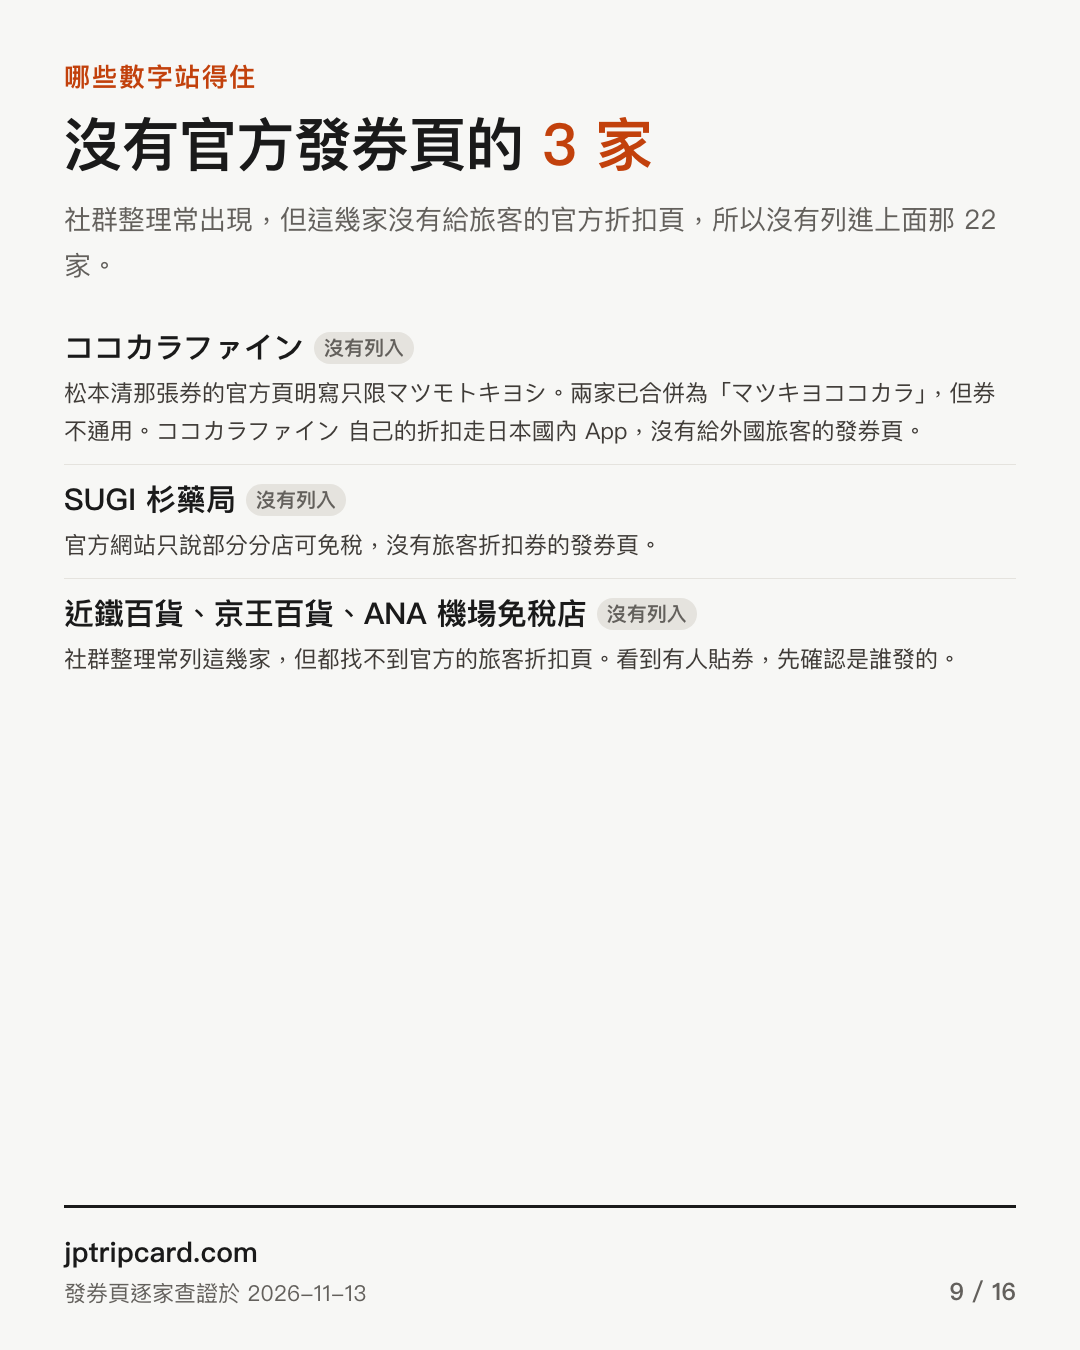 哪些數字站得住
沒有官方發券頁的 3 家
社群整理常出現，但這幾家沒有給旅客的官方折扣頁，所以沒有列進上面那 22
家。
ココカラファイン 沒有列入
松本清那張券的官方頁明寫只限マツモトキヨシ。兩家已合併為「マツキヨココカラ」，但券
不通用。ココカラファイン 自己的折扣走日本國內 App，沒有給外國旅客的發券頁。
SUGI 杉藥局 沒有列入
官方網站只說部分分店可免稅，沒有旅客折扣券的發券頁。
近鐵百貨、京王百貨、ANA 機場免稅店 沒有列入
社群整理常列這幾家，但都找不到官方的旅客折扣頁。看到有人貼券，先確認是誰發的。
jptripcard.com
發券頁逐家查證於 2026–11–13
9 / 16